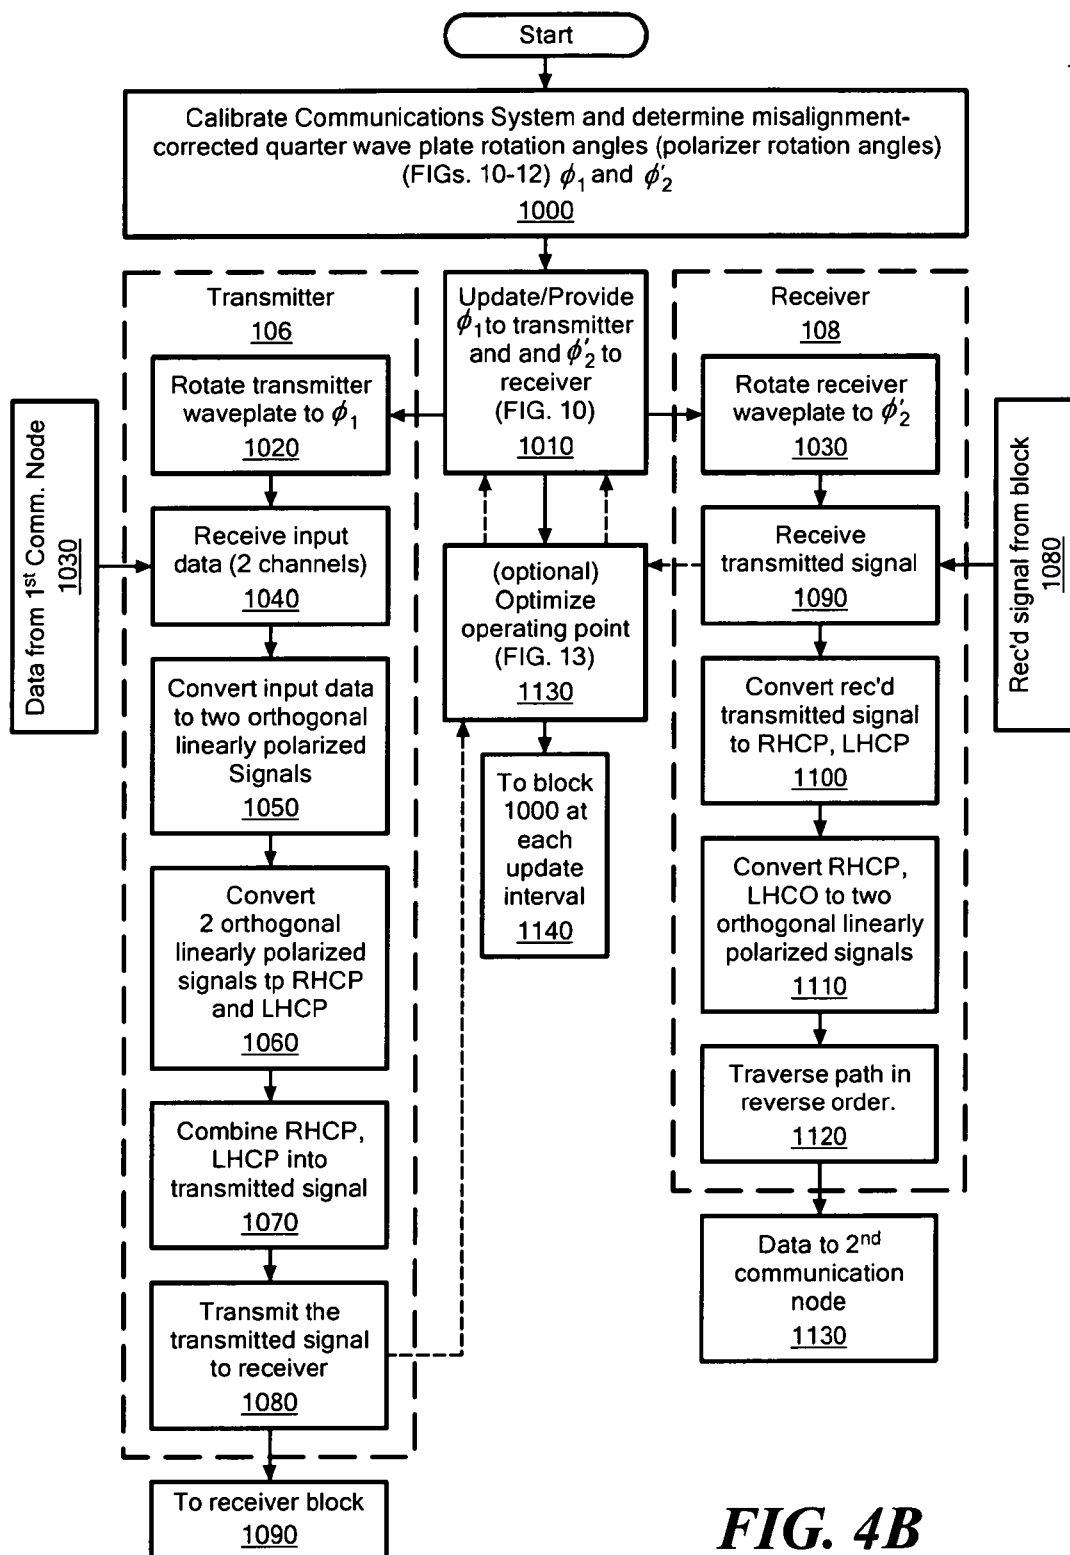 Start
Calibrate Communications System and determine misalignment-
corrected quarter wave plate rotation angles (polarizer rotation angles)
(FIGs. 10-12) ϕ₁ and ϕ′₂
1000
Transmitter
106
Update/Provide
ϕ₁ to transmitter
and and ϕ′₂ to
receiver
(FIG. 10)
1010
Receiver
108
Rotate transmitter
waveplate to ϕ₁
1020
Rotate receiver
waveplate to ϕ′₂
1030
Data from 1st Comm. Node
1030
Receive input
data (2 channels)
1040
(optional)
Optimize
operating point
(FIG. 13)
1130
Receive
transmitted signal
1090
Rec'd signal from block
1080
Convert input data
to two orthogonal
linearly polarized
Signals
1050
Convert rec'd
transmitted signal
to RHCP, LHCP
1100
To block
1000 at
each
update
interval
1140
Convert
2 orthogonal
linearly polarized
signals tp RHCP
and LHCP
1060
Convert RHCP,
LHCO to two
orthogonal linearly
polarized signals
1110
Combine RHCP,
LHCP into
transmitted signal
1070
Traverse path in
reverse order.
1120
Transmit the
transmitted signal
to receiver
1080
Data to 2nd
communication
node
1130
To receiver block
1090
FIG. 4B